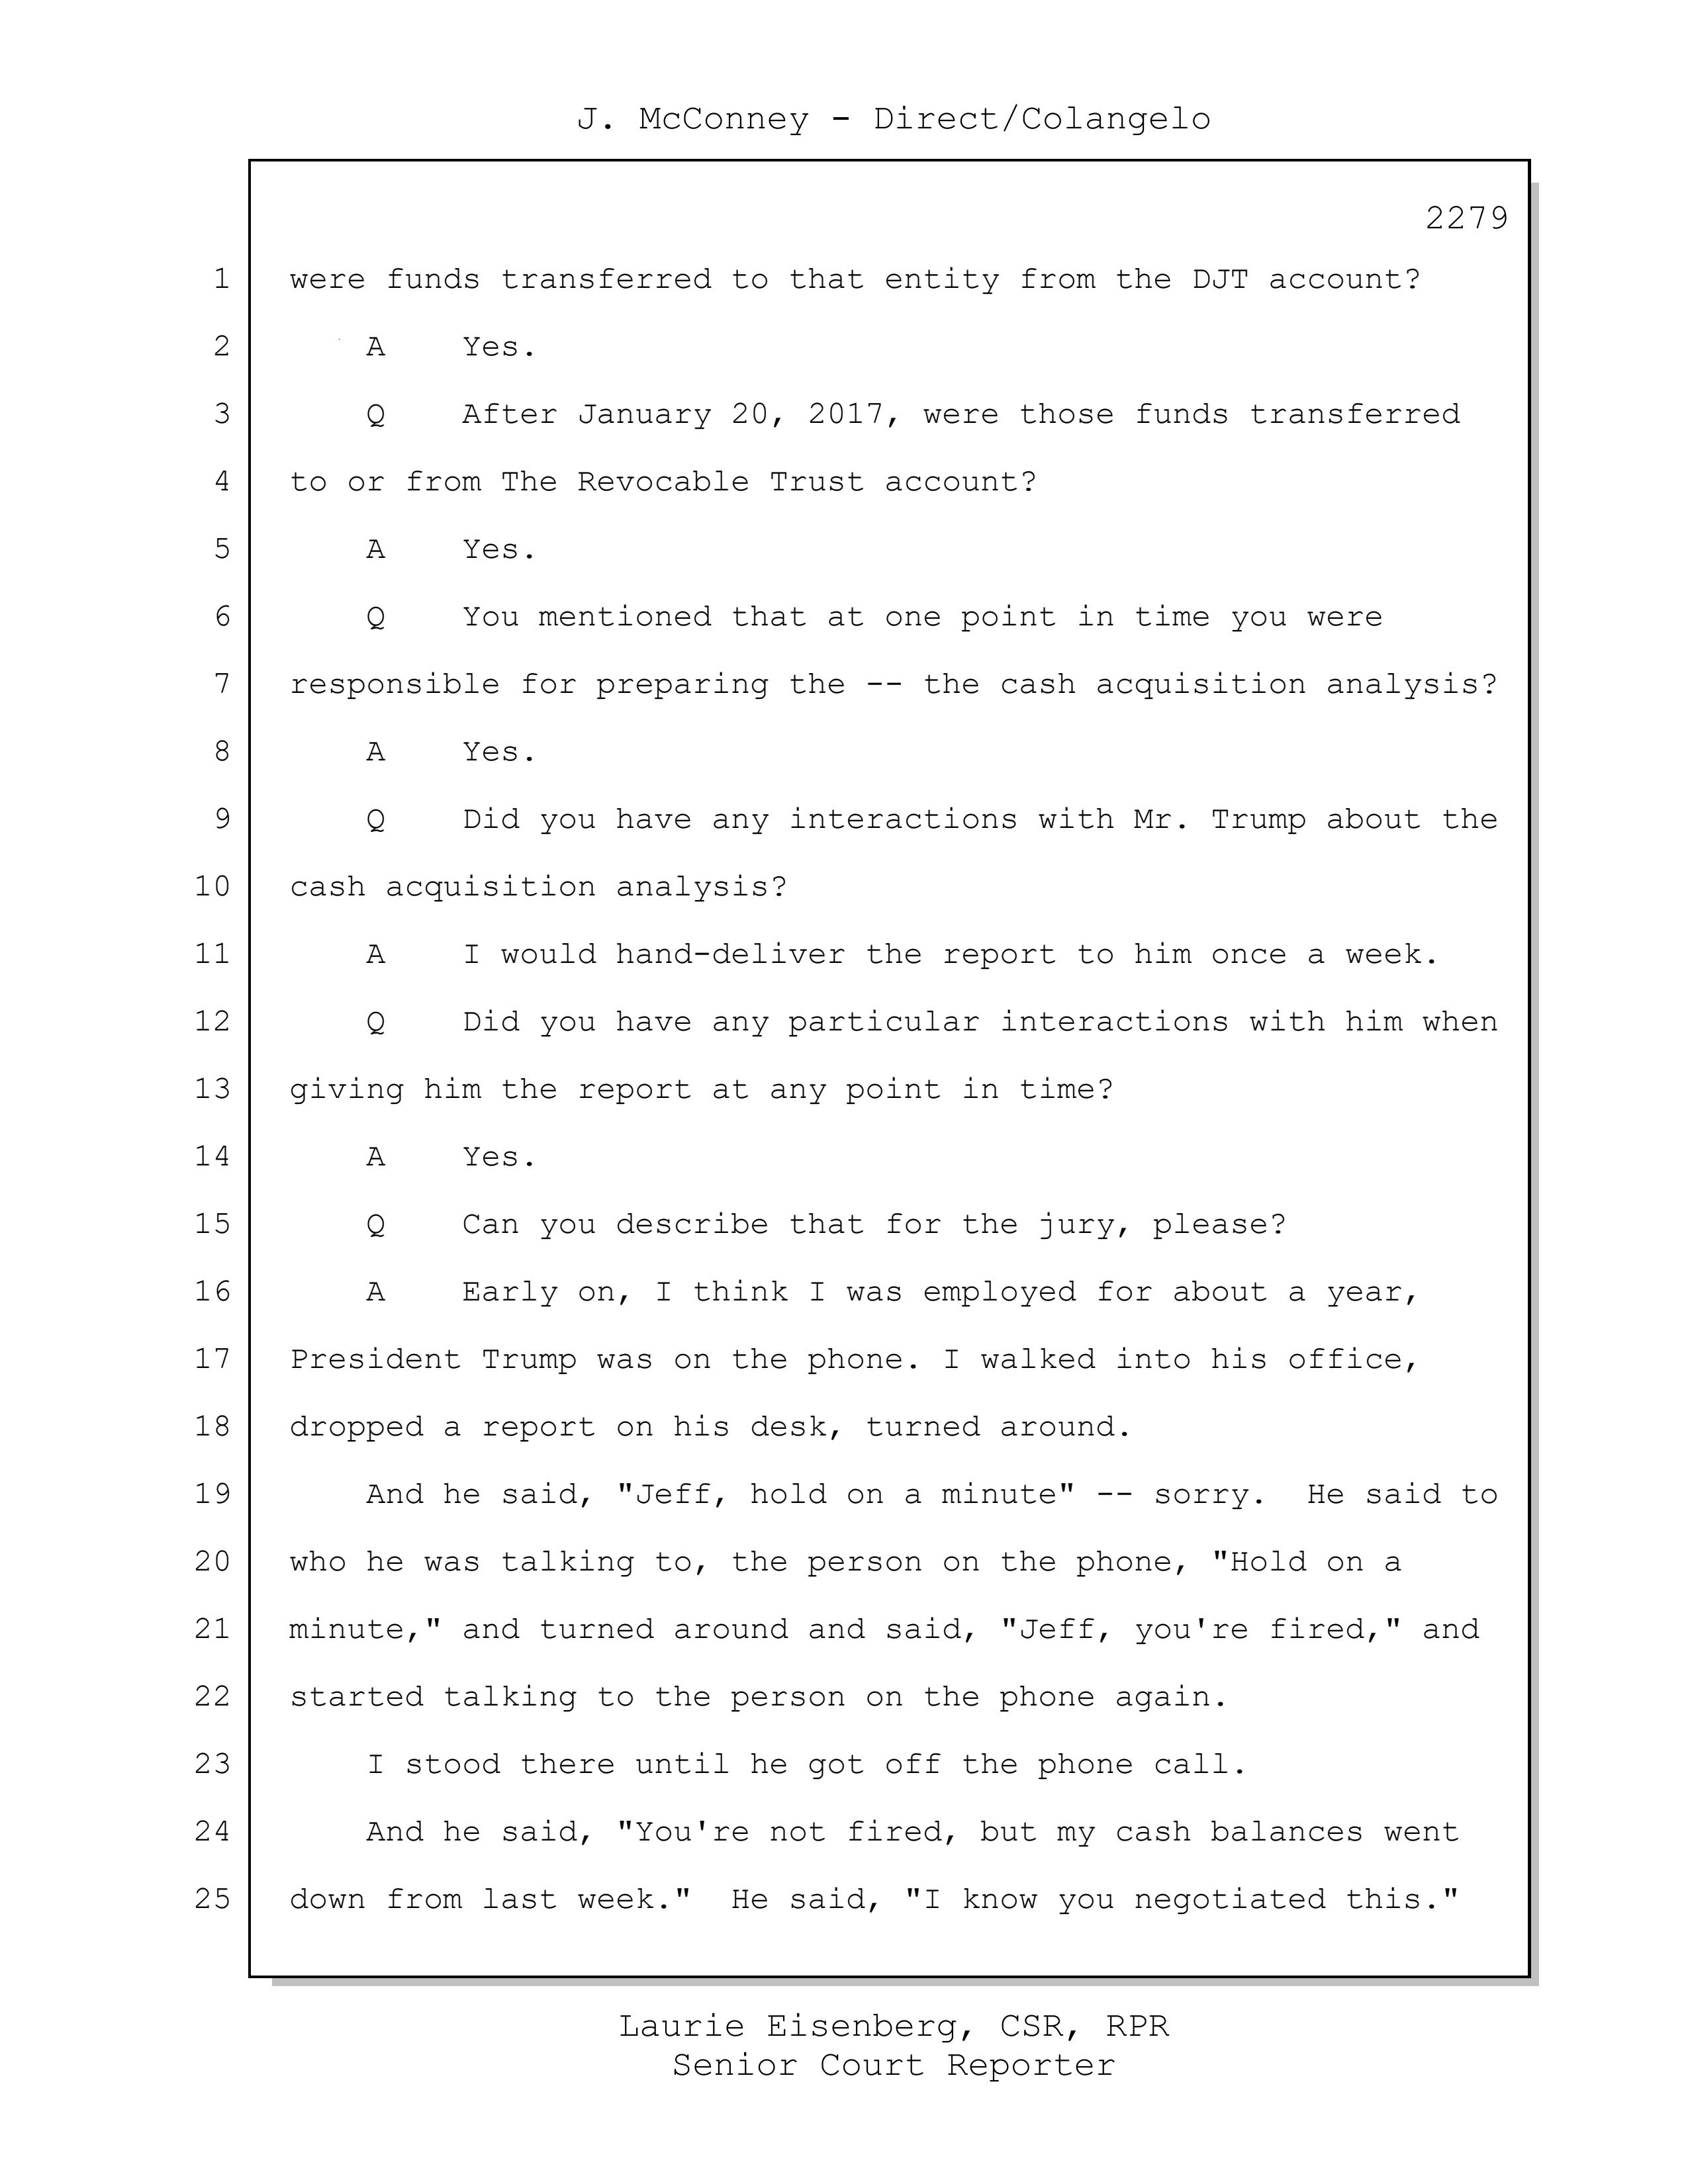 J. McConney - Direct/Colangelo
2279
1 were funds transferred to that entity from the DJT account?
2 A Yes.
3 Q After January 20, 2017, were those funds transferred
4 to or from The Revocable Trust account?
5 A Yes.
6 Q You mentioned that at one point in time you were
7 responsible for preparing the -- the cash acquisition analysis?
8 A Yes.
9 Q Did you have any interactions with Mr. Trump about the
10 cash acquisition analysis?
11 A I would hand-deliver the report to him once a week.
12 Q Did you have any particular interactions with him when
13 giving him the report at any point in time?
14 A Yes.
15 Q Can you describe that for the jury, please?
16 A Early on, I think I was employed for about a year,
17 President Trump was on the phone. I walked into his office,
18 dropped a report on his desk, turned around.
19 And he said, "Jeff, hold on a minute" -- sorry.  He said to
20 who he was talking to, the person on the phone, "Hold on a
21 minute," and turned around and said, "Jeff, you're fired," and
22 started talking to the person on the phone again.
23 I stood there until he got off the phone call.
24 And he said, "You're not fired, but my cash balances went
25 down from last week."  He said, "I know you negotiated this."
Laurie Eisenberg, CSR, RPR
Senior Court Reporter